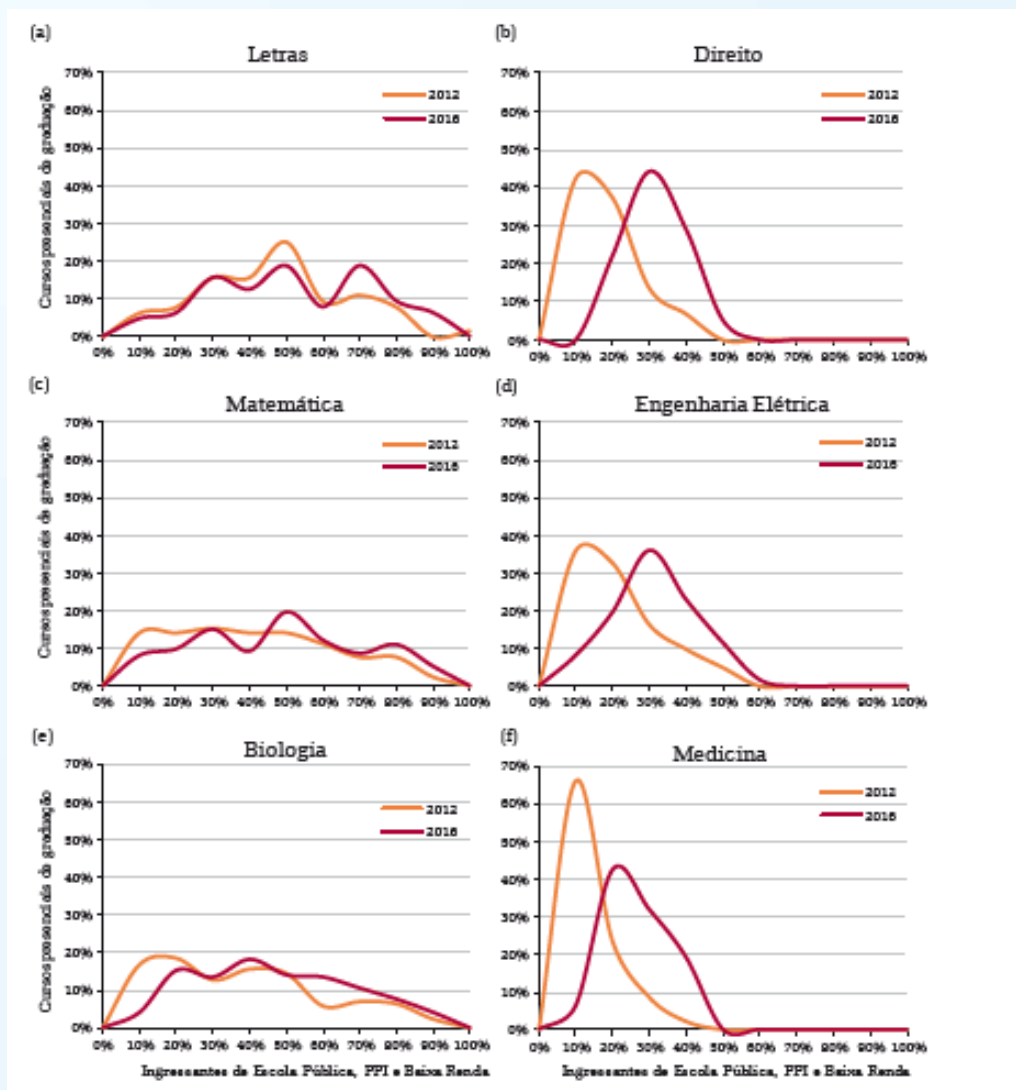 (a)
Letras
70%
60%
50%
40%
30%
20%
10%
0%
Cursos presenciais de graduação
2012
2016
0% 10% 20% 30% 40% 50% 60% 70% 80% 90% 100%
(b)
Direito
70%
60%
50%
40%
30%
20%
10%
0%
2012
2016
0% 10% 20% 30% 40% 50% 60% 70% 80% 90% 100%
(c)
Matemática
70%
60%
50%
40%
30%
20%
10%
0%
Cursos presenciais de graduação
2012
2016
0% 10% 20% 30% 40% 50% 60% 70% 80% 90% 100%
(d)
Engenharia Elétrica
70%
60%
50%
40%
30%
20%
10%
0%
2012
2016
0% 10% 20% 30% 40% 50% 60% 70% 80% 90% 100%
(e)
Biologia
70%
60%
50%
40%
30%
20%
10%
0%
Cursos presenciais de graduação
2012
2016
0% 10% 20% 30% 40% 50% 60% 70% 80% 90% 100%
Ingressantes de Escola Pública, PPI e Baixa Renda
(f)
Medicina
70%
60%
50%
40%
30%
20%
10%
0%
2012
2016
0% 10% 20% 30% 40% 50% 60% 70% 80% 90% 100%
Ingressantes de Escola Pública, PPI e Baixa Renda